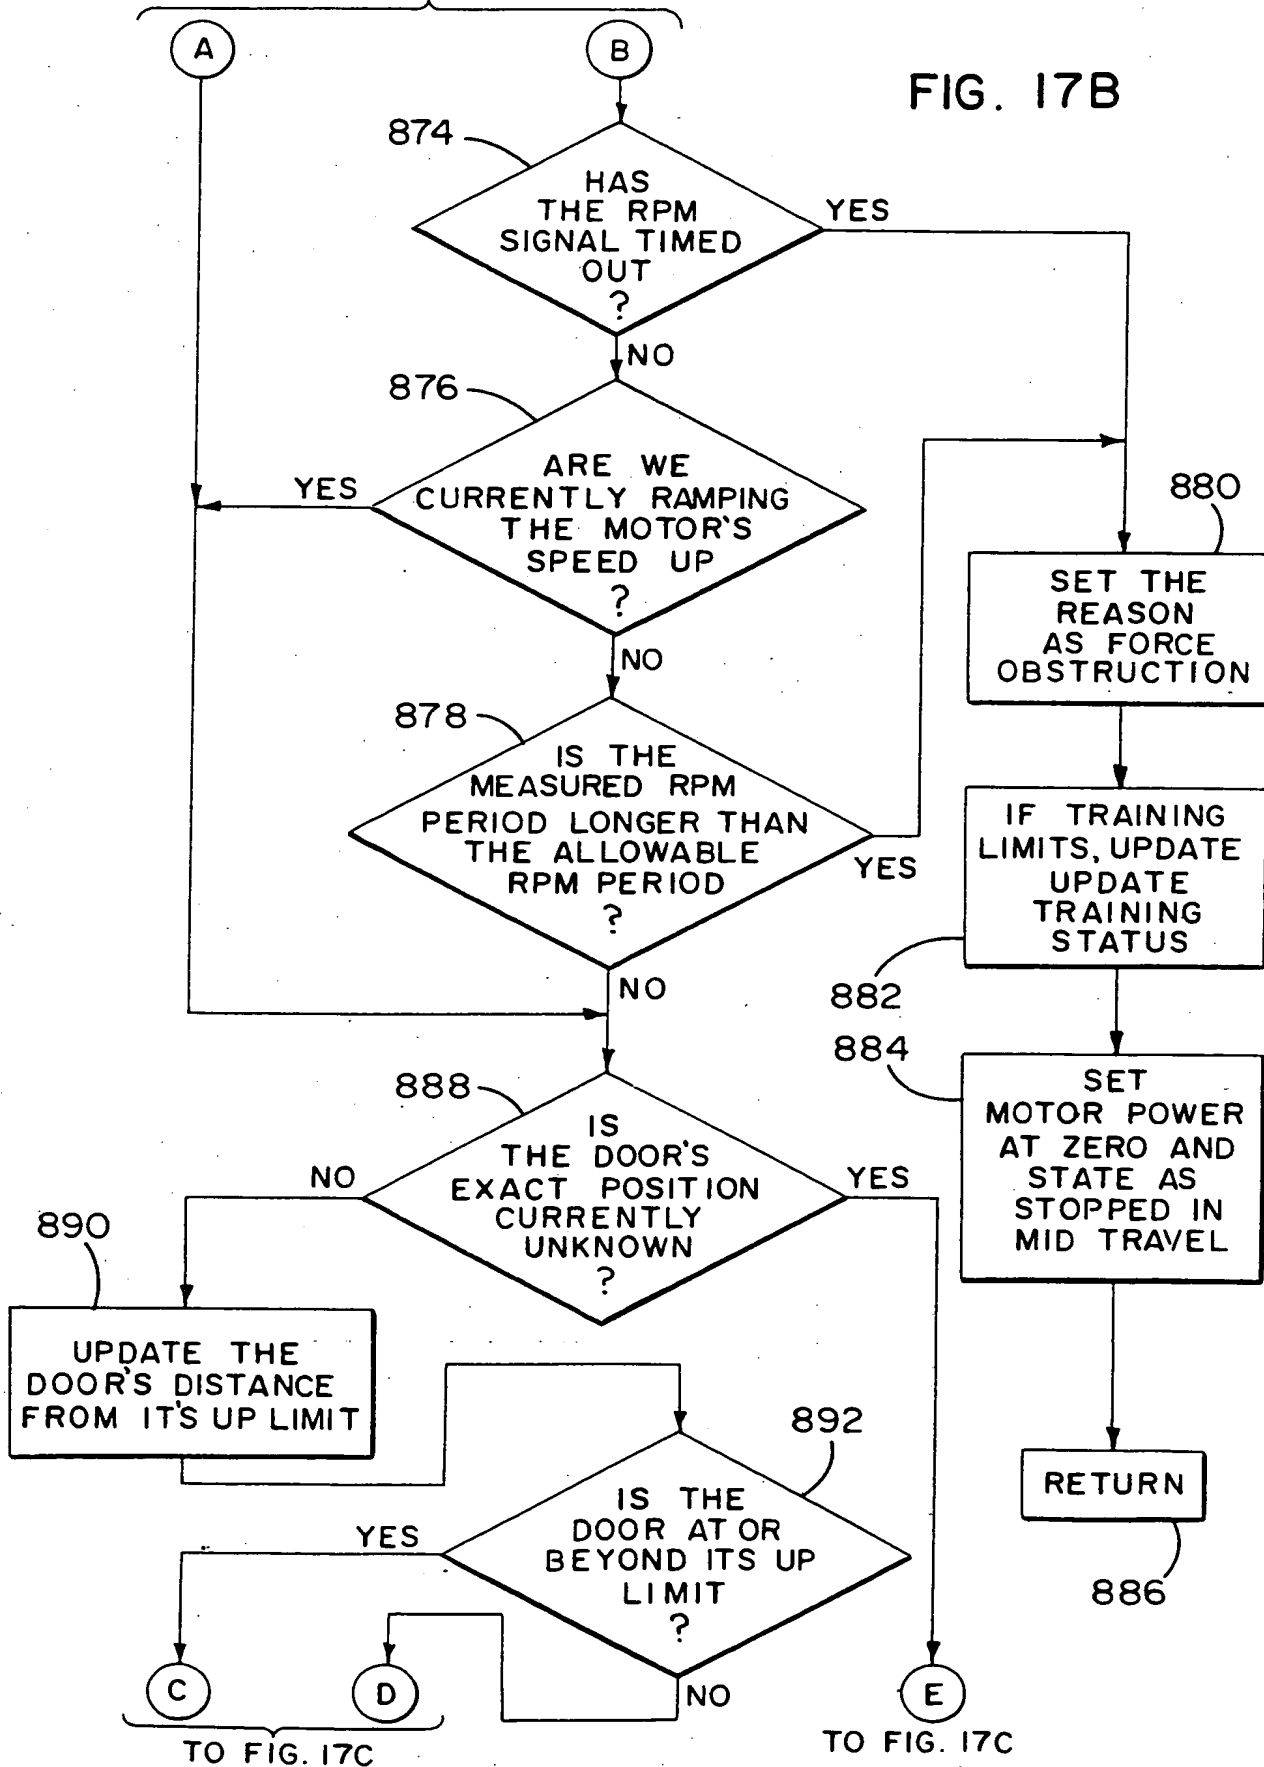 A
B
FIG. 17B
874
HAS
THE RPM
SIGNAL TIMED
OUT
?
YES
NO
876
ARE WE
CURRENTLY RAMPING
THE MOTOR'S
SPEED UP
?
YES
NO
878
IS THE
MEASURED RPM
PERIOD LONGER THAN
THE ALLOWABLE
RPM PERIOD
?
YES
NO
880
SET THE
REASON
AS FORCE
OBSTRUCTION
IF TRAINING
LIMITS, UPDATE
UPDATE
TRAINING
STATUS
882
884
SET
MOTOR POWER
AT ZERO AND
STATE AS
STOPPED IN
MID TRAVEL
RETURN
886
888
IS
THE DOOR'S
EXACT POSITION
CURRENTLY
UNKNOWN
?
NO
YES
890
UPDATE THE
DOOR'S DISTANCE
FROM IT'S UP LIMIT
892
IS THE
DOOR AT OR
BEYOND ITS UP
LIMIT
?
YES
NO
C
D
E
TO FIG. 17C
TO FIG. 17C